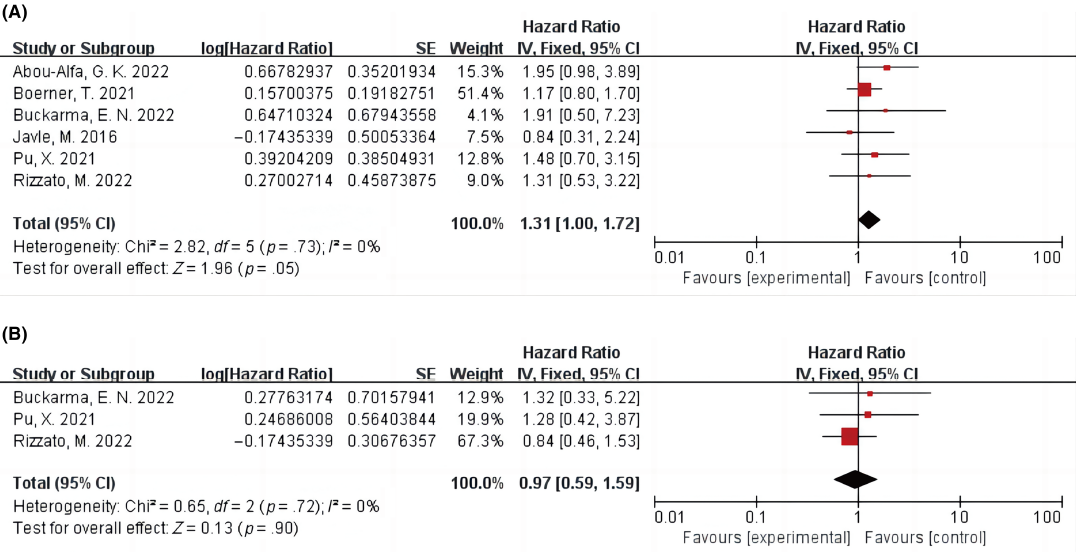 (A)
Hazard Ratio Hazard Ratio
Study or Subgroup log[Hazard Ratio] SE Weight IV, Fixed, 95% CI IV, Fixed, 95% CI
Abou-Alfa, G. K. 2022 0.66782937 0.35201934 15.3% 1.95 [0.98, 3.89]
Boerner, T. 2021 0.15700375 0.19182751 51.4% 1.17 [0.80, 1.70]
Buckarma, E. N. 2022 0.64710324 0.67943558 4.1% 1.91 [0.50, 7.23]
Javle, M. 2016 −0.17435339 0.50053364 7.5% 0.84 [0.31, 2.24]
Pu, X. 2021 0.39204209 0.38504931 12.8% 1.48 [0.70, 3.15]
Rizzato, M. 2022 0.27002714 0.45873875 9.0% 1.31 [0.53, 3.22]
Total (95% CI) 100.0% 1.31 [1.00, 1.72]
Heterogeneity: Chi² = 2.82, df = 5 (p = .73); I² = 0%
Test for overall effect: Z = 1.96 (p = .05)
0.01 0.1 1 10 100
Favours [experimental] Favours [control]
(B)
Hazard Ratio Hazard Ratio
Study or Subgroup log[Hazard Ratio] SE Weight IV, Fixed, 95% CI IV, Fixed, 95% CI
Buckarma, E. N. 2022 0.27763174 0.70157941 12.9% 1.32 [0.33, 5.22]
Pu, X. 2021 0.24686008 0.56403844 19.9% 1.28 [0.42, 3.87]
Rizzato, M. 2022 −0.17435339 0.30676357 67.3% 0.84 [0.46, 1.53]
Total (95% CI) 100.0% 0.97 [0.59, 1.59]
Heterogeneity: Chi² = 0.65, df = 2 (p = .72); I² = 0%
Test for overall effect: Z = 0.13 (p = .90)
0.01 0.1 1 10 100
Favours [experimental] Favours [control]